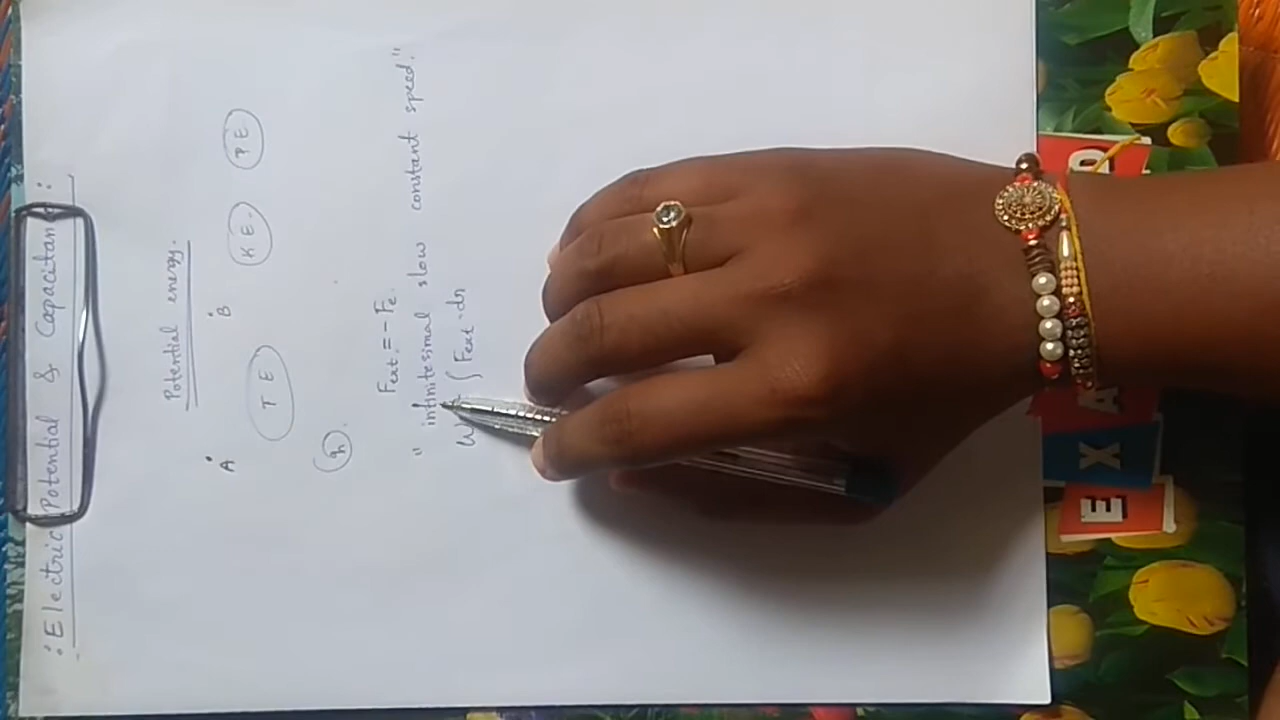 : Electric Potential & Capacitance :
Potential energy.
A B
T E K E. P E
q
Fext. = - Fe.
" infinitesimal slow constant speed."
W ∫ Fext · dr
E X A